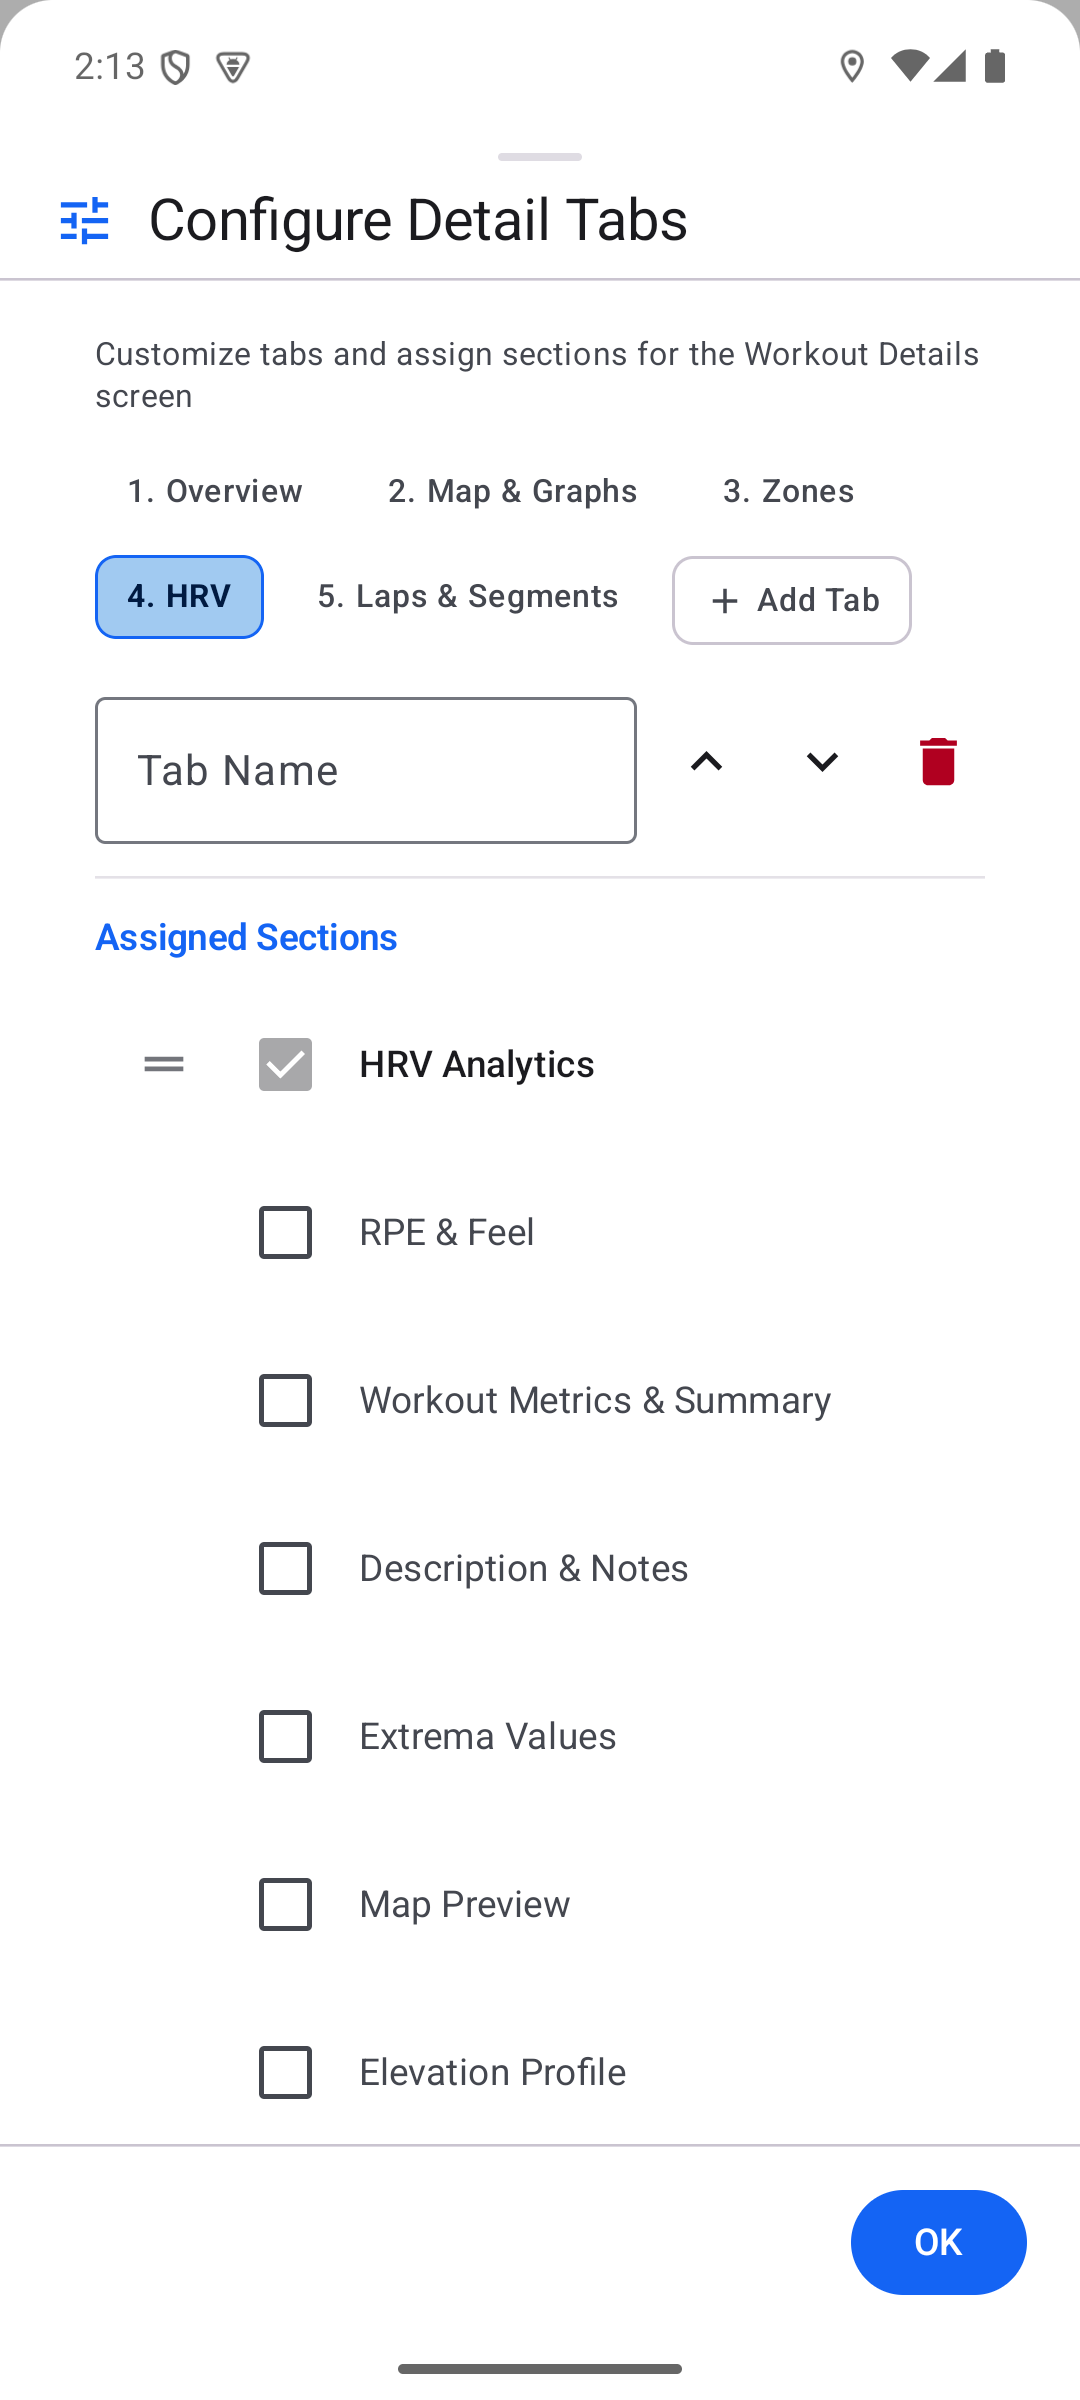 2:13
Configure Detail Tabs
Customize tabs and assign sections for the Workout Details
screen
1. Overview
2. Map & Graphs
3. Zones
4. HRV
5. Laps & Segments
+ Add Tab
Tab Name
Assigned Sections
HRV Analytics
RPE & Feel
Workout Metrics & Summary
Description & Notes
Extrema Values
Map Preview
Elevation Profile
OK